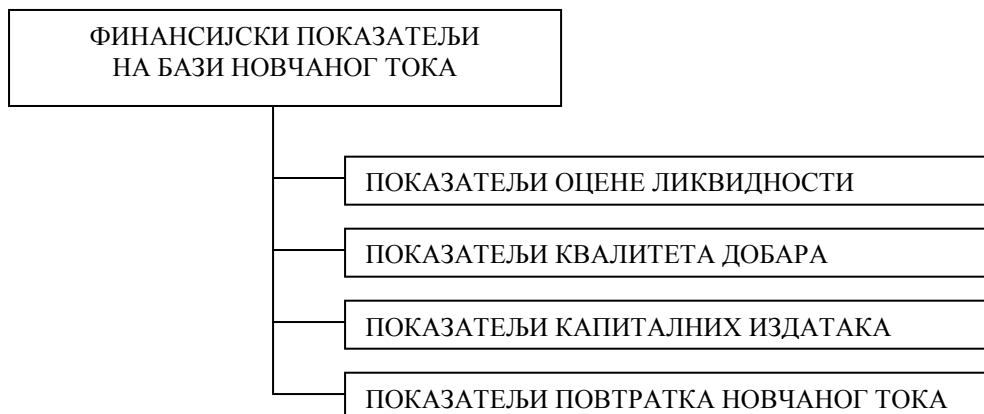 ФИНАНСИЈСКИ ПОКАЗАТЕЉИ
НА БАЗИ НОВЧАНОГ ТОКА
ПОКАЗАТЕЉИ ОЦЕНЕ ЛИКВИДНОСТИ
ПОКАЗАТЕЉИ КВАЛИТЕТА ДОБАРА
ПОКАЗАТЕЉИ КАПИТАЛНИХ ИЗДАТАКА
ПОКАЗАТЕЉИ ПОВТРАТКА НОВЧАНОГ ТОКА